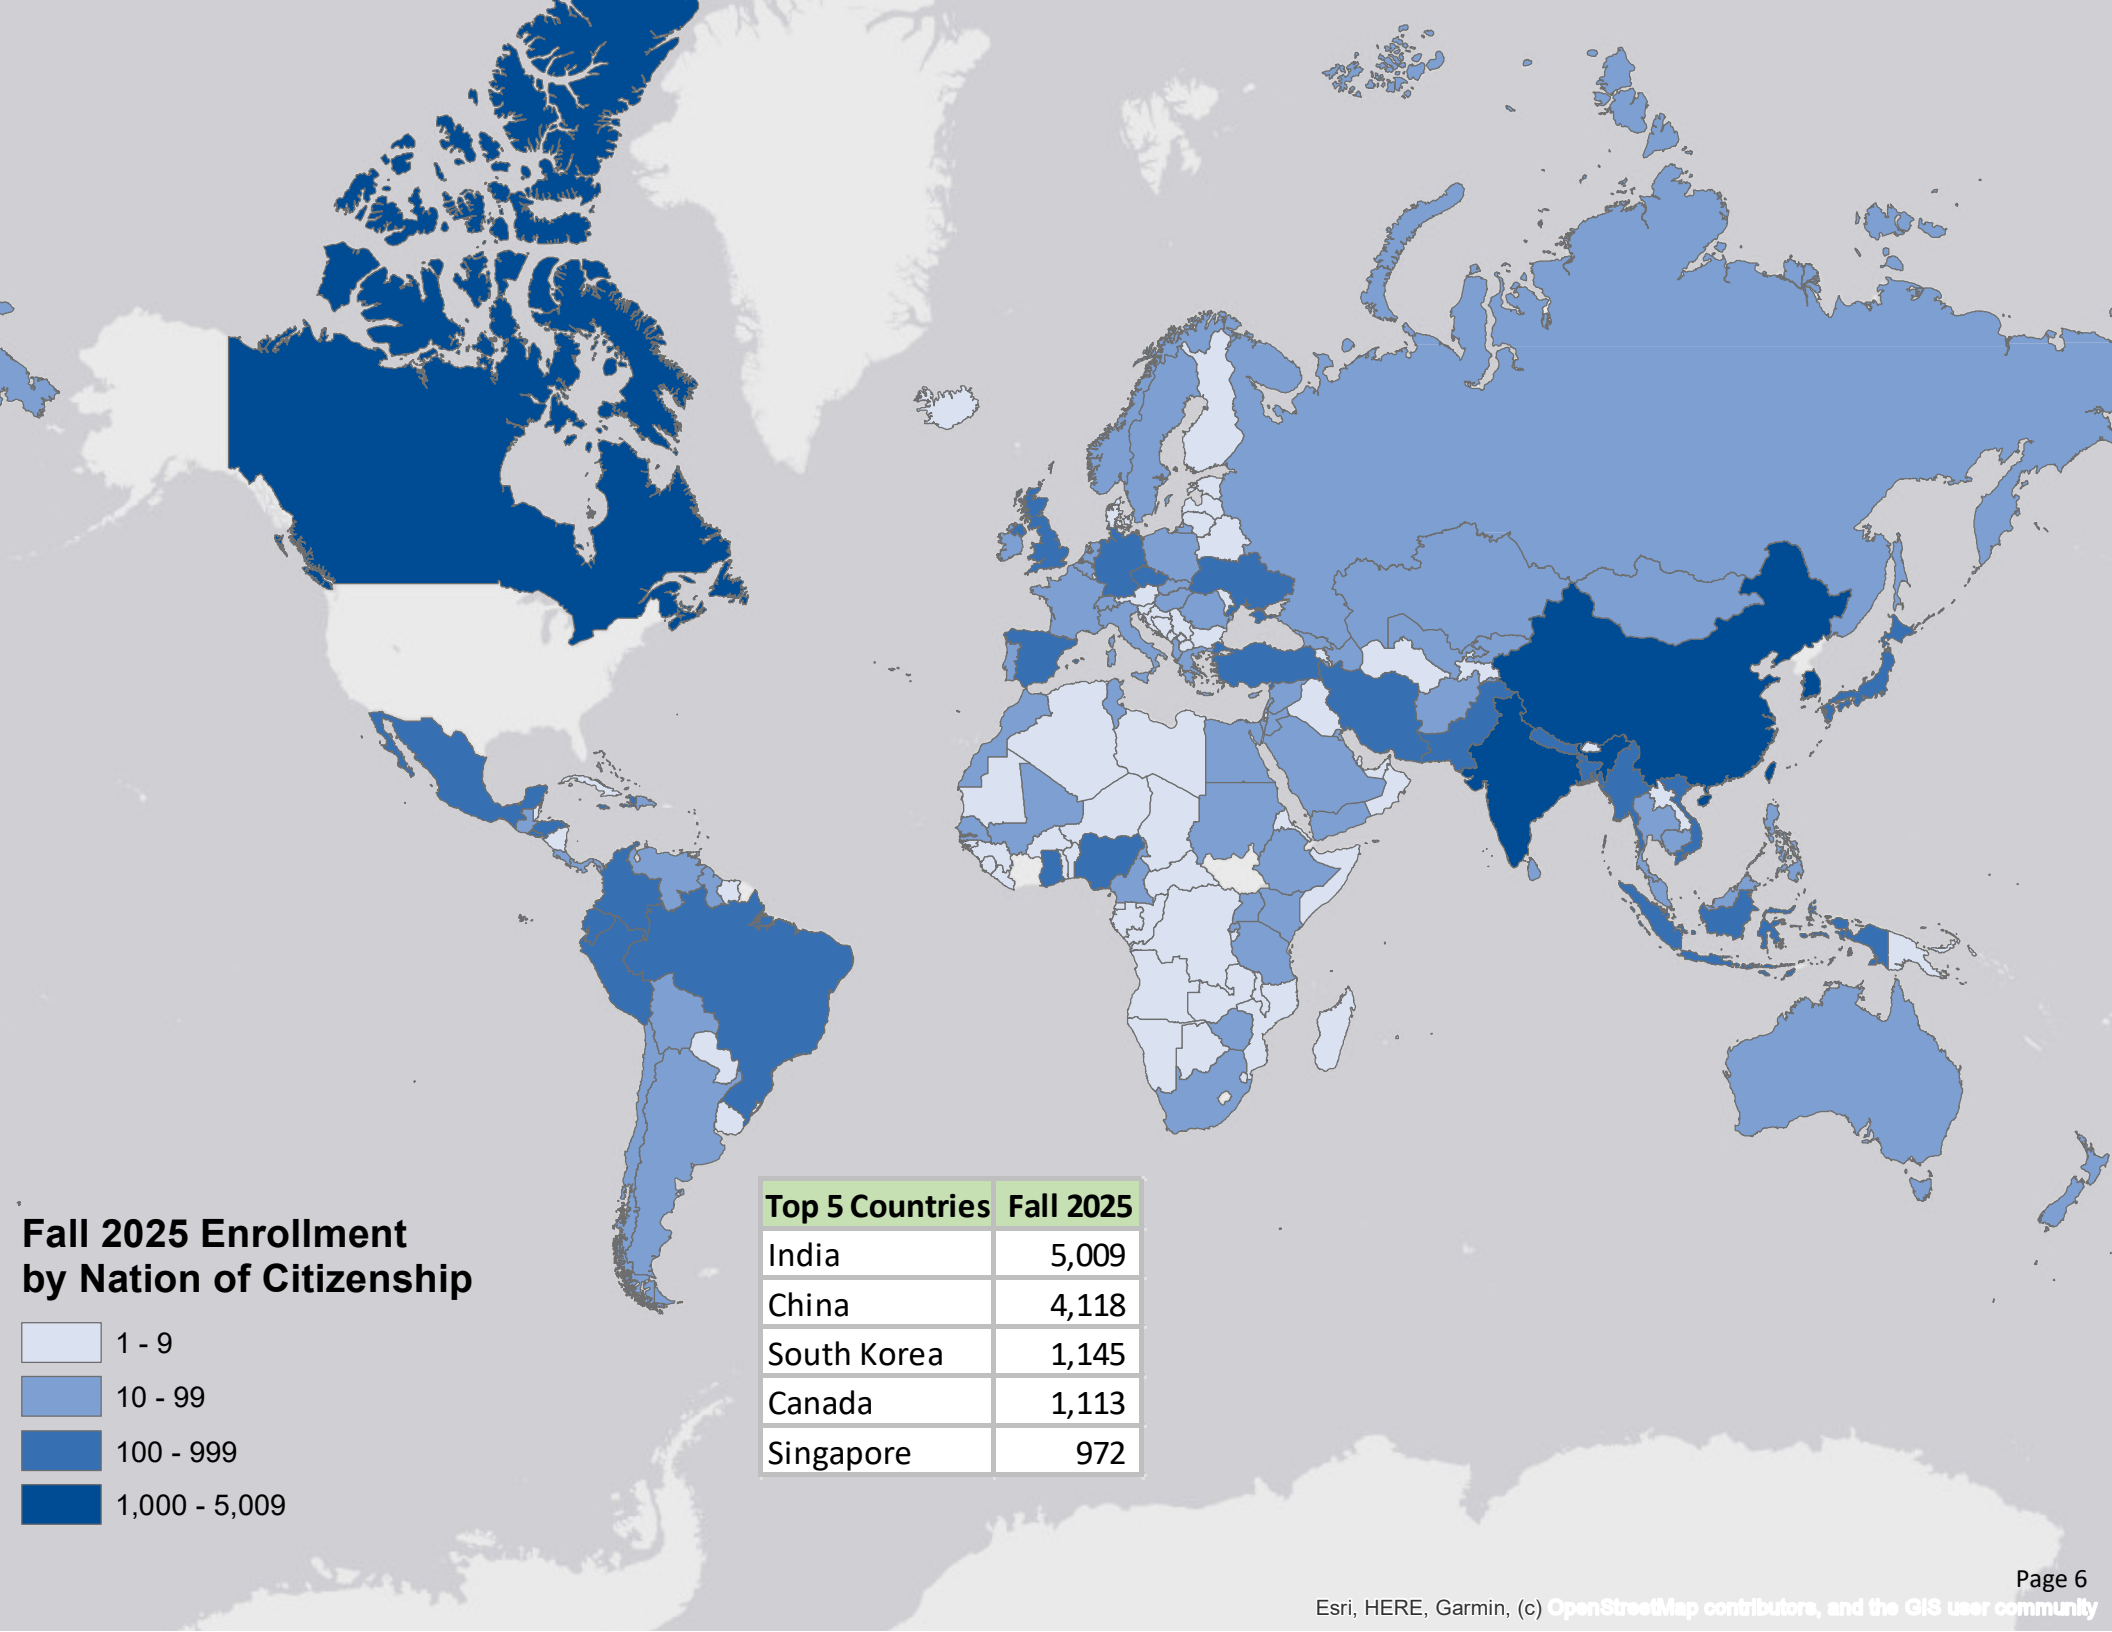 Top 5 Countries Fall 2025
India 5,009
China 4,118
South Korea 1,145
Canada 1,113
Singapore 972
Fall 2025 Enrollment
by Nation of Citizenship
1 - 9
10 - 99
100 - 999
1,000 - 5,009
Page 6
Esri, HERE, Garmin, (c) OpenStreetMap contributors, and the GIS user community